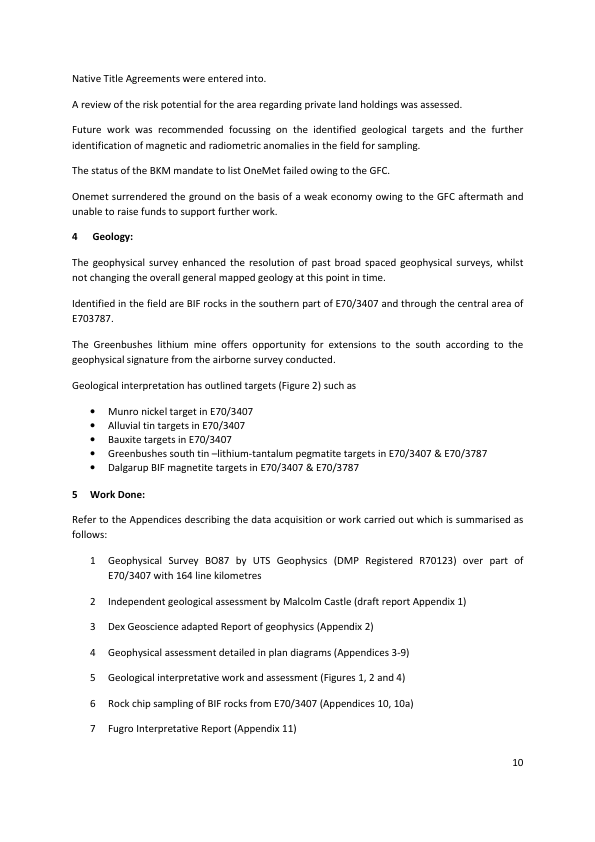 Native Title Agreements were entered into.
A review of the risk potential for the area regarding private land holdings was assessed.
Future work was recommended focussing on the identified geological targets and the further
identification of magnetic and radiometric anomalies in the field for sampling.
The status of the BKM mandate to list OneMet failed owing to the GFC.
Onemet surrendered the ground on the basis of a weak economy owing to the GFC aftermath and
unable to raise funds to support further work.
4 Geology:
The geophysical survey enhanced the resolution of past broad spaced geophysical surveys, whilst
not changing the overall general mapped geology at this point in time.
Identified in the field are BIF rocks in the southern part of E70/3407 and through the central area of
E703787.
The Greenbushes lithium mine offers opportunity for extensions to the south according to the
geophysical signature from the airborne survey conducted.
Geological interpretation has outlined targets (Figure 2) such as
• Munro nickel target in E70/3407
• Alluvial tin targets in E70/3407
• Bauxite targets in E70/3407
• Greenbushes south tin –lithium-tantalum pegmatite targets in E70/3407 & E70/3787
• Dalgarup BIF magnetite targets in E70/3407 & E70/3787
5 Work Done:
Refer to the Appendices describing the data acquisition or work carried out which is summarised as
follows:
1 Geophysical Survey BO87 by UTS Geophysics (DMP Registered R70123) over part of
E70/3407 with 164 line kilometres
2 Independent geological assessment by Malcolm Castle (draft report Appendix 1)
3 Dex Geoscience adapted Report of geophysics (Appendix 2)
4 Geophysical assessment detailed in plan diagrams (Appendices 3-9)
5 Geological interpretative work and assessment (Figures 1, 2 and 4)
6 Rock chip sampling of BIF rocks from E70/3407 (Appendices 10, 10a)
7 Fugro Interpretative Report (Appendix 11)
10